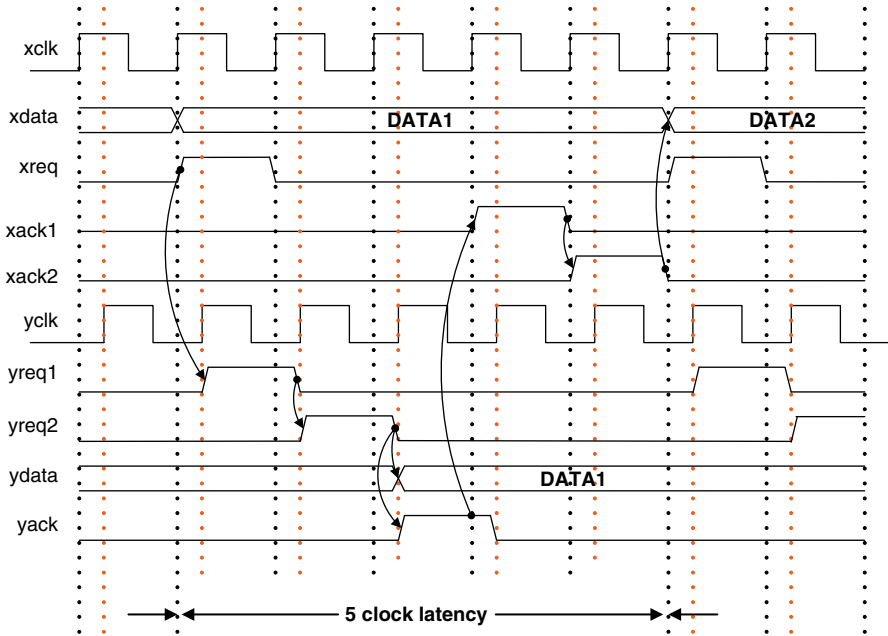 xclk
xdata
DATA1
DATA2
xreq
xack1
xack2
yclk
yreq1
yreq2
ydata
DATA1
yack
5 clock latency